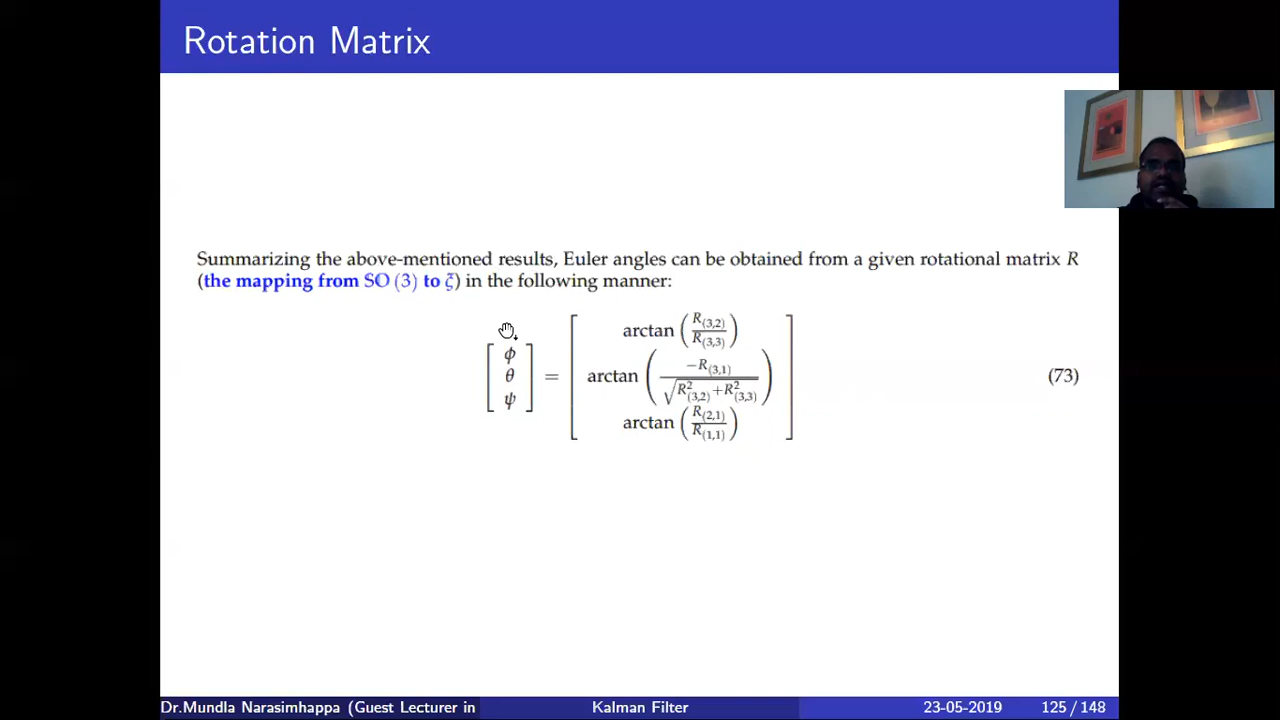 Rotation Matrix
Summarizing the above-mentioned results, Euler angles can be obtained from a given rotational matrix R
(the mapping from SO (3) to ξ) in the following manner:
[ϕ θ ψ] = [arctan (R(3,2)/R(3,3)) arctan (−R(3,1)/√R²(3,2)+R²(3,3)) arctan (R(2,1)/R(1,1))] (73)
Dr.Mundla Narasimhappa (Guest Lecturer in Kalman Filter 23-05-2019 125 / 148